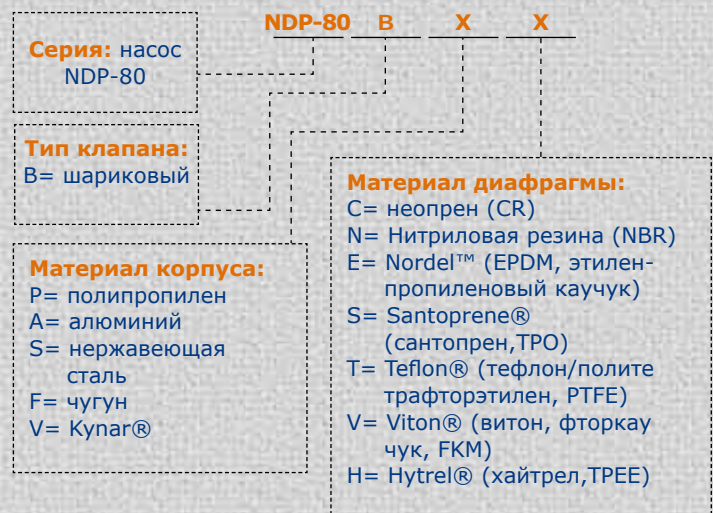 NDP-80 B X X
Серия: насос
NDP-80
Тип клапана:
B= шариковый
Материал корпуса:
P= полипропилен
A= алюминий
S= нержавеющая
сталь
F= чугун
V= Kynar®
Материал диафрагмы:
C= неопрен (CR)
N= Нитриловая резина (NBR)
E= Nordel™ (EPDM, этилен-
пропиленовый каучук)
S= Santoprene®
(сантопрен,TPO)
T= Teflon® (тефлон/полите
трафторэтилен, PTFE)
V= Viton® (витон, фторкау
чук, FKM)
H= Hytrel® (хайтрел,TPEE)